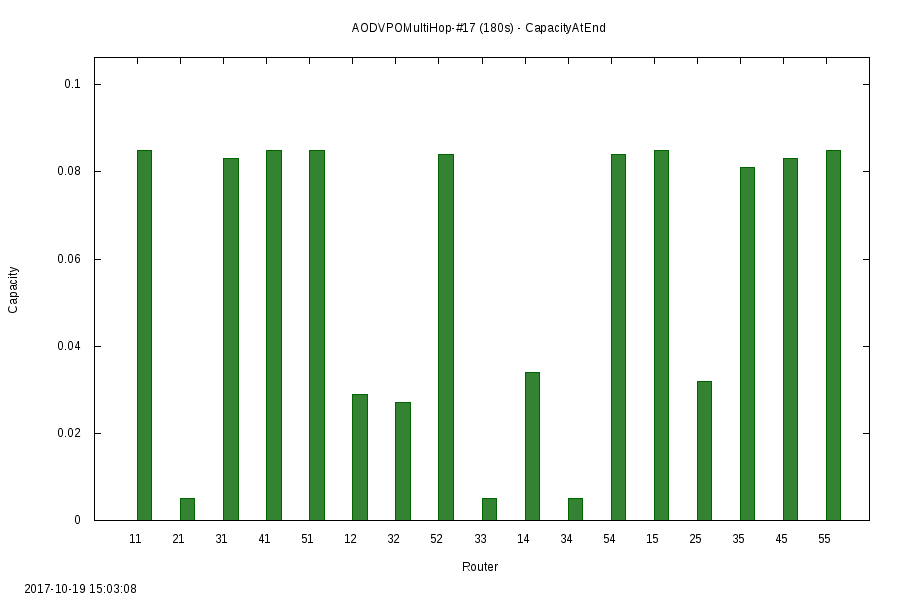 AODVPOMultiHop-#17 (180s) - CapacityAtEnd
0.1
0.08
0.06
0.04
0.02
0
Capacity
11 21 31 41 51 12 32 52 33 14 34 54 15 25 35 45 55
Router
2017-10-19 15:03:08